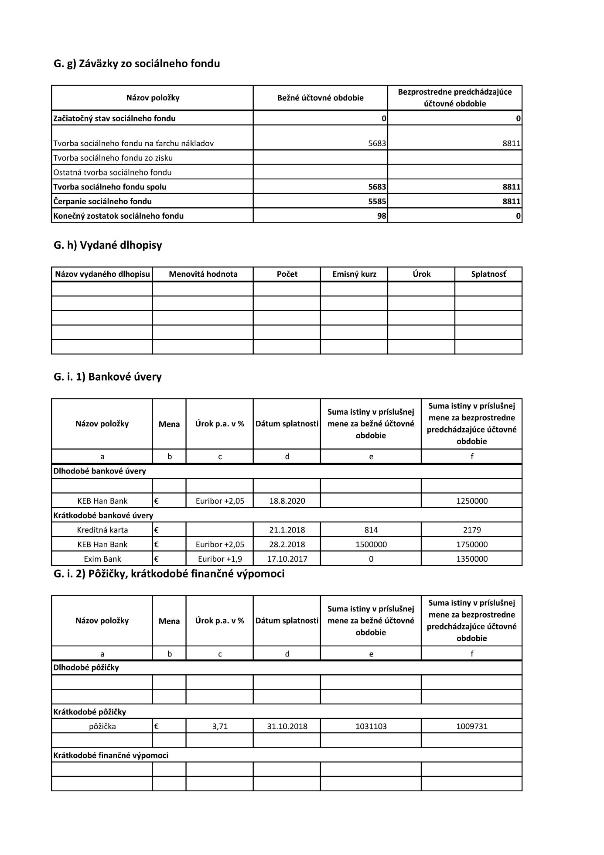 G. g) Záväzky zo sociálneho fondu
Názov položky Bežné účtovné obdobie Bezprostredne predchádzajúce účtovné obdobie
Začiatočný stav sociálneho fondu 0 0
Tvorba sociálneho fondu na ťarchu nákladov 5683 8811
Tvorba sociálneho fondu zo zisku
Ostatná tvorba sociálneho fondu
Tvorba sociálneho fondu spolu 5683 8811
Čerpanie sociálneho fondu 5585 8811
Konečný zostatok sociálneho fondu 98 0
G. h) Vydané dlhopisy
Názov vydaného dlhopisu Menovitá hodnota Počet Emisný kurz Úrok Splatnosť
G. i. 1) Bankové úvery
Názov položky Mena Úrok p.a. v % Dátum splatnosti Suma istiny v príslušnej mene za bežné účtovné obdobie Suma istiny v príslušnej mene za bezprostredne predchádzajúce účtovné obdobie
a b c d e f
Dlhodobé bankové úvery
KEB Han Bank € Euribor +2,05 18.8.2020 1250000
Krátkodobé bankové úvery
Kreditná karta € 21.1.2018 814 2179
KEB Han Bank € Euribor +2,05 28.2.2018 1500000 1750000
Exim Bank € Euribor +1,9 17.10.2017 0 1350000
G. i. 2) Pôžičky, krátkodobé finančné výpomoci
Názov položky Mena Úrok p.a. v % Dátum splatnosti Suma istiny v príslušnej mene za bežné účtovné obdobie Suma istiny v príslušnej mene za bezprostredne predchádzajúce účtovné obdobie
a b c d e f
Dlhodobé pôžičky
Krátkodobé pôžičky
pôžička € 3,71 31.10.2018 1031103 1009731
Krátkodobé finančné výpomoci